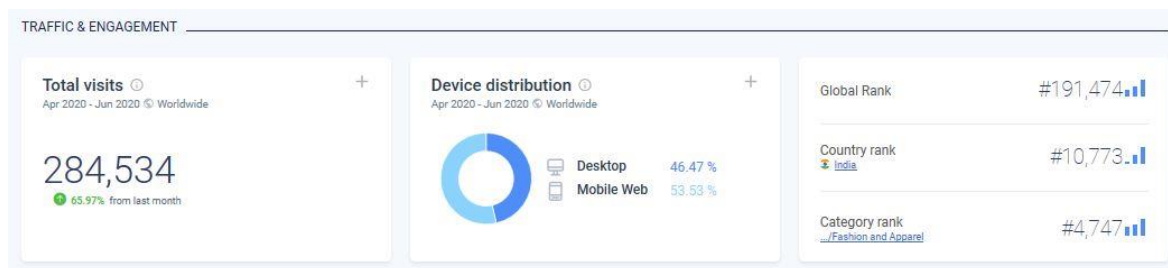 TRAFFIC & ENGAGEMENT
Total visits
Apr 2020 - Jun 2020 Worldwide
284,534
65.97% from last month
Device distribution
Apr 2020 - Jun 2020 Worldwide
Desktop 46.47 %
Mobile Web 53.53 %
Global Rank #191,474
Country rank #10,773
India
Category rank #4,747
.../Fashion and Apparel